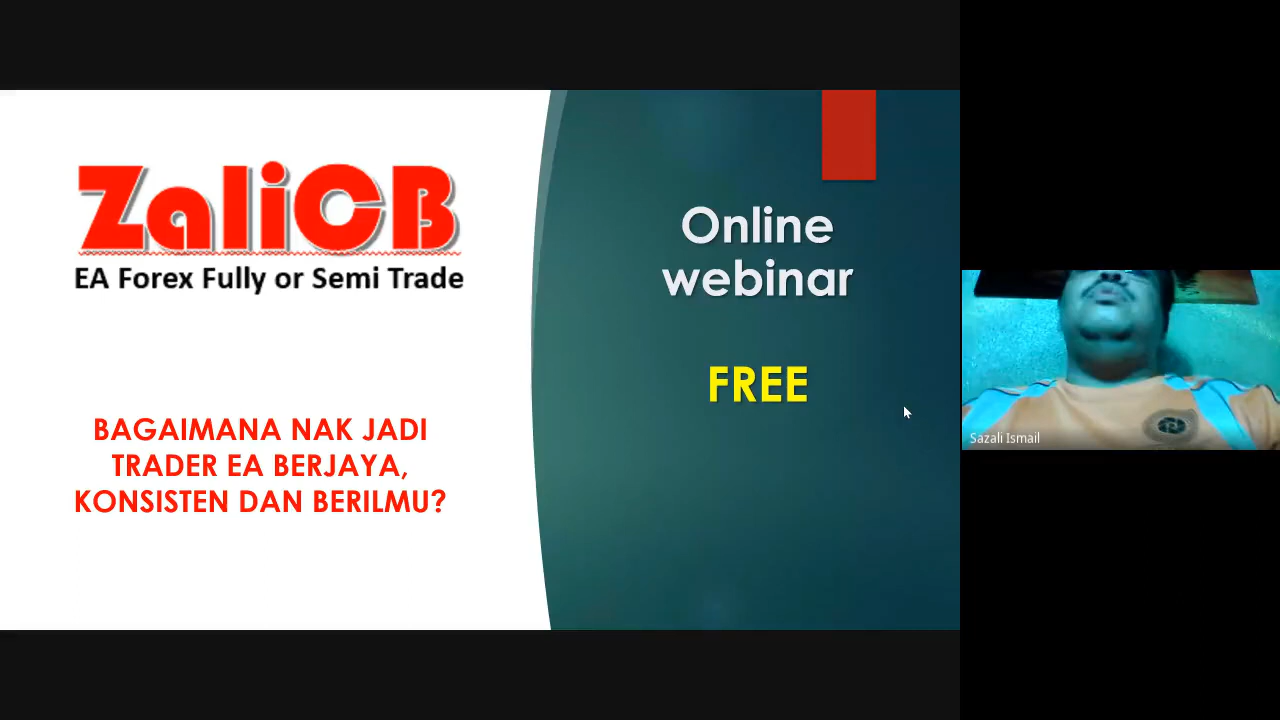 ZaliCB
EA Forex Fully or Semi Trade
BAGAIMANA NAK JADI
TRADER EA BERJAYA,
KONSISTEN DAN BERILMU?
Online
webinar
FREE
Sazali Ismail